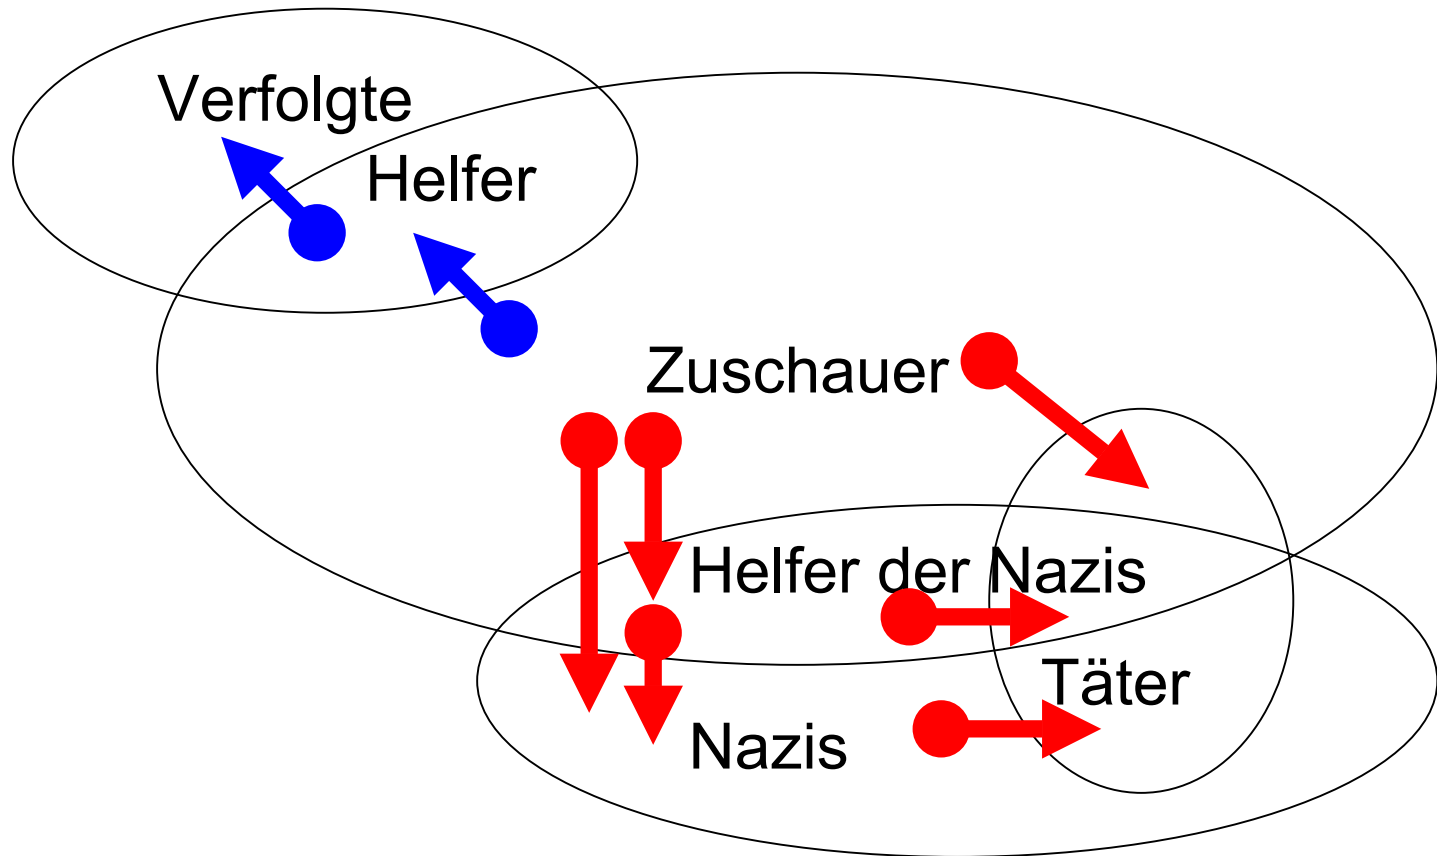 Verfolgte
Helfer
Zuschauer
Helfer der Nazis
Täter
Nazis